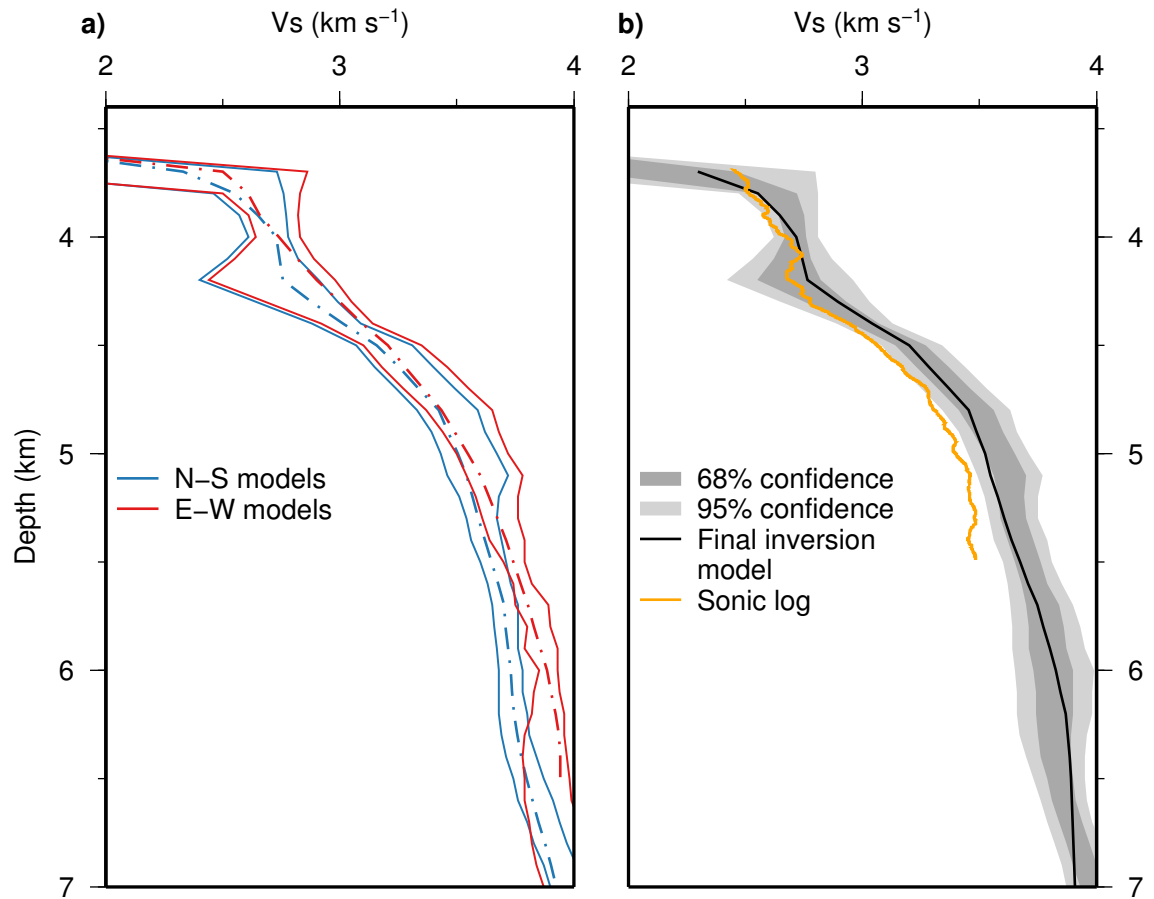 a)
Vs (km s⁻¹)
2
3
4
Depth (km)
4
5
6
7
N–S models
E–W models
b)
Vs (km s⁻¹)
2
3
4
4
5
6
7
68% confidence
95% confidence
Final inversion
model
Sonic log